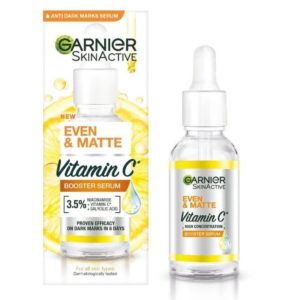 ANTI DARK MARKS SERUM
GARNIER
SKINACTIVE
NEW
EVEN
& MATTE
Vitamin C*
BOOSTER SERUM
3.5%
NIACINAMIDE
+ VITAMIN C*
+ SALICYLIC ACID
PROVEN EFFICACY
ON DARK MARKS IN 6 DAYS
For all skin types
Dermatologically tested
GARNIER
SKINACTIVE
EVEN
& MATTE
Vitamin C*
HIGH CONCENTRATION
BOOSTER SERUM